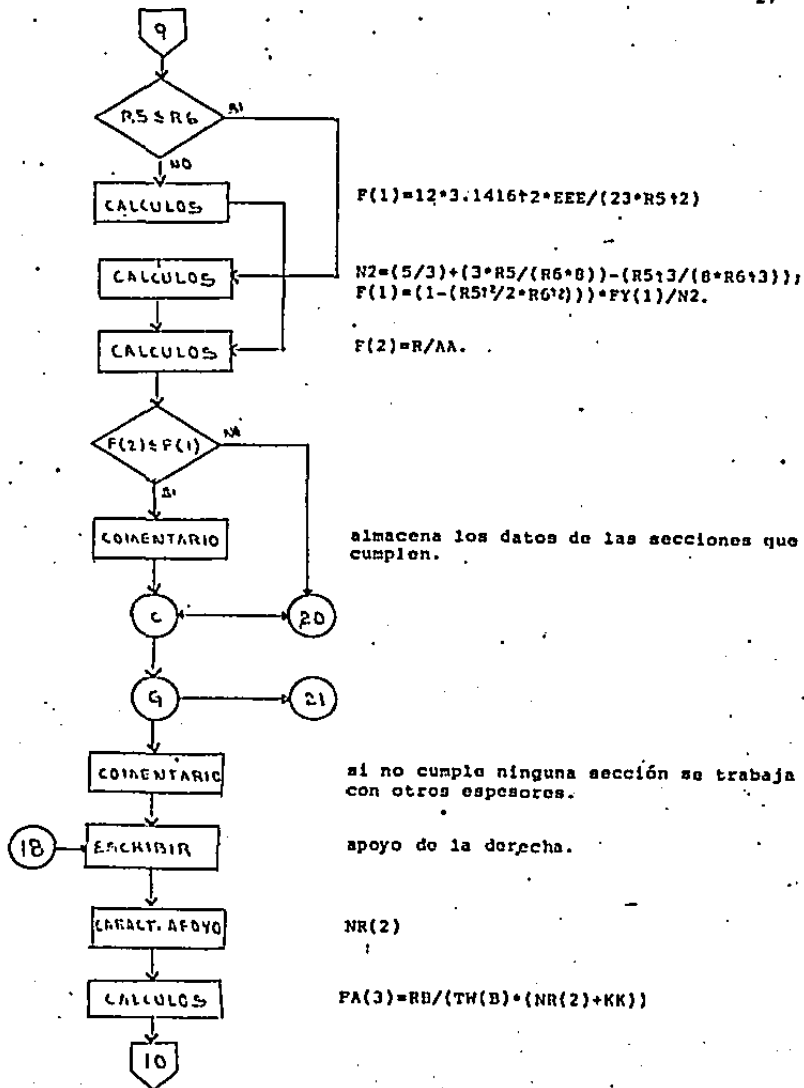 27
9
R5≤R6
SI
NO
CALCULOS
F(1)=12*3.1416↑2*EEE/(23*R5↑2)
CALCULOS
N2=(5/3)+(3*R5/(R6*8))-(R5↑3/(8*R6↑3));
F(1)=(1-(R5↑2/2*R6↑2)))*FY(1)/N2.
CALCULOS
F(2)=R/AA.
F(2)≤F(1)
NO
SI
COMENTARIO
almacena los datos de las secciones que
cumplen.
C
20
G
21
COMENTARIO
si no cumple ninguna sección se trabaja
con otros espesores.
18
ESCRIBIR
apoyo de la derecha.
CARACT. APOYO
NR(2)
CALCULOS
FA(3)=RB/(TW(B)*(NR(2)+KK))
10